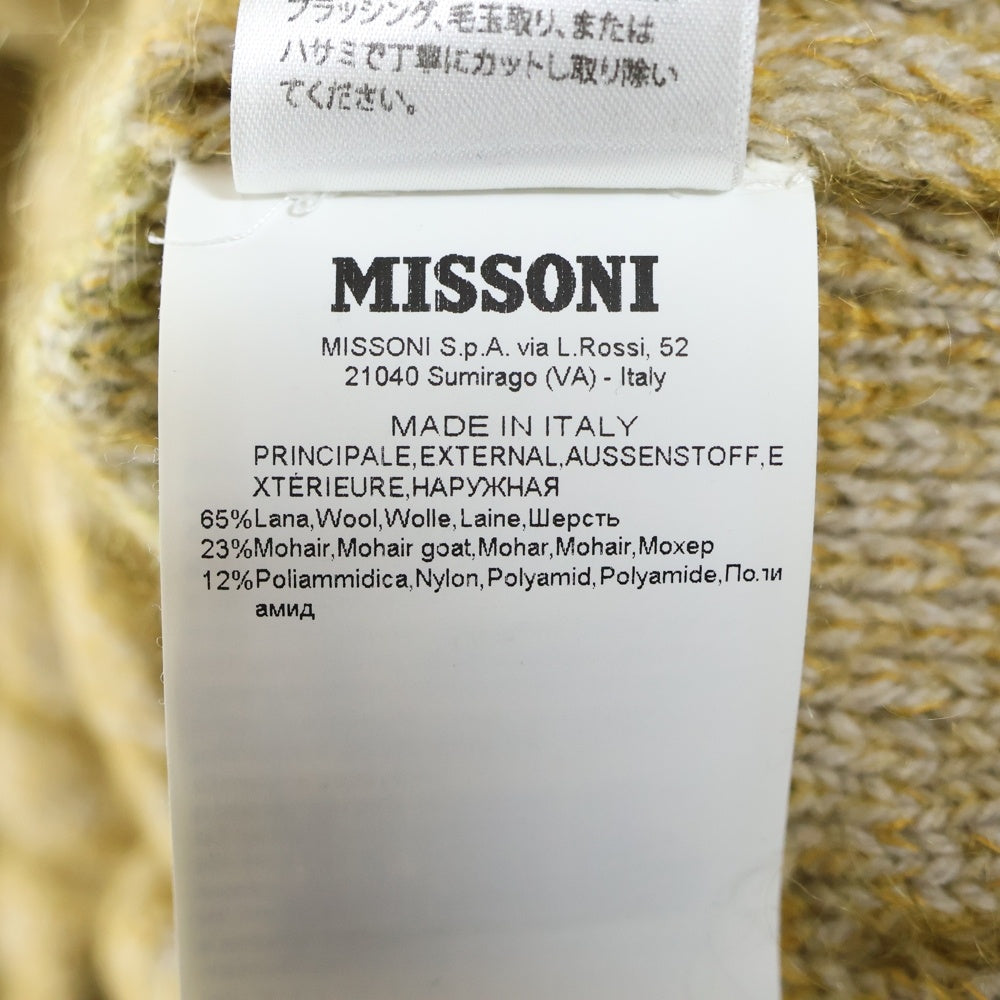 ブラッシング、毛玉取り、または
ハサミで丁寧にカットし取り除い
てください。
MISSONI
MISSONI S.p.A. via L.Rossi, 52
21040 Sumirago (VA) - Italy
MADE IN ITALY
PRINCIPALE,EXTERNAL,AUSSENSTOFF,E
XTÉRIEURE,НАРУЖНАЯ
65%Lana,Wool,Wolle,Laine,Шерсть
23%Mohair,Mohair goat,Mohar,Mohair,Мохер
12%Poliammidica,Nylon,Polyamid,Polyamide,Поли
амид